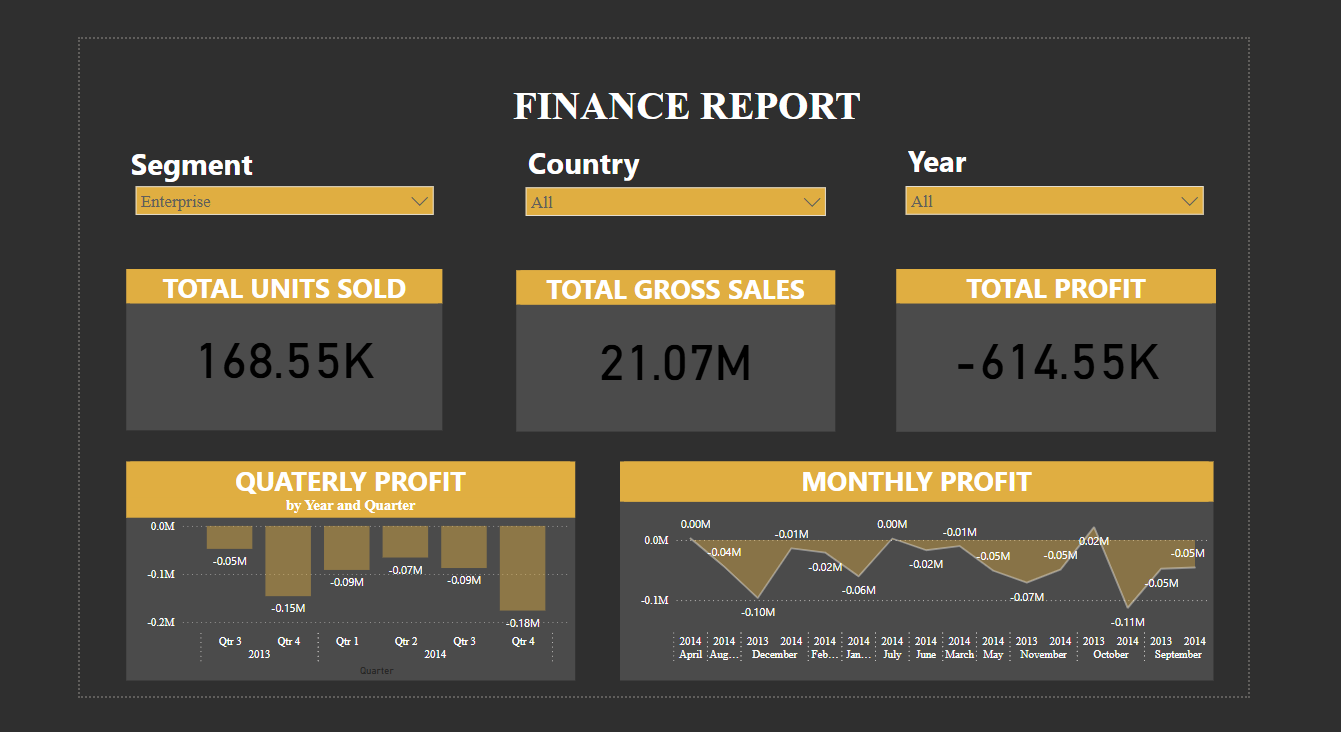 FINANCE REPORT
Segment
Country
Year
Enterprise
All
All
TOTAL UNITS SOLD
TOTAL GROSS SALES
TOTAL PROFIT
168.55K
21.07M
-614.55K
QUATERLY PROFIT
by Year and Quarter
0.0M
-0.1M
-0.2M
-0.05M
-0.15M
-0.09M
-0.07M
-0.09M
-0.18M
Qtr 3
Qtr 4
Qtr 1
Qtr 2
Qtr 3
Qtr 4
2013
2014
Quarter
MONTHLY PROFIT
0.0M
-0.1M
0.00M
-0.04M
-0.10M
-0.01M
-0.02M
-0.06M
0.00M
-0.02M
-0.01M
-0.05M
-0.07M
-0.05M
0.02M
-0.11M
-0.05M
-0.05M
2014 2014 2013 2014 2014 2014 2014 2014 2014 2014 2013 2014 2013 2014 2013 2014
April Aug... December Feb... Jan... July June March May November October September